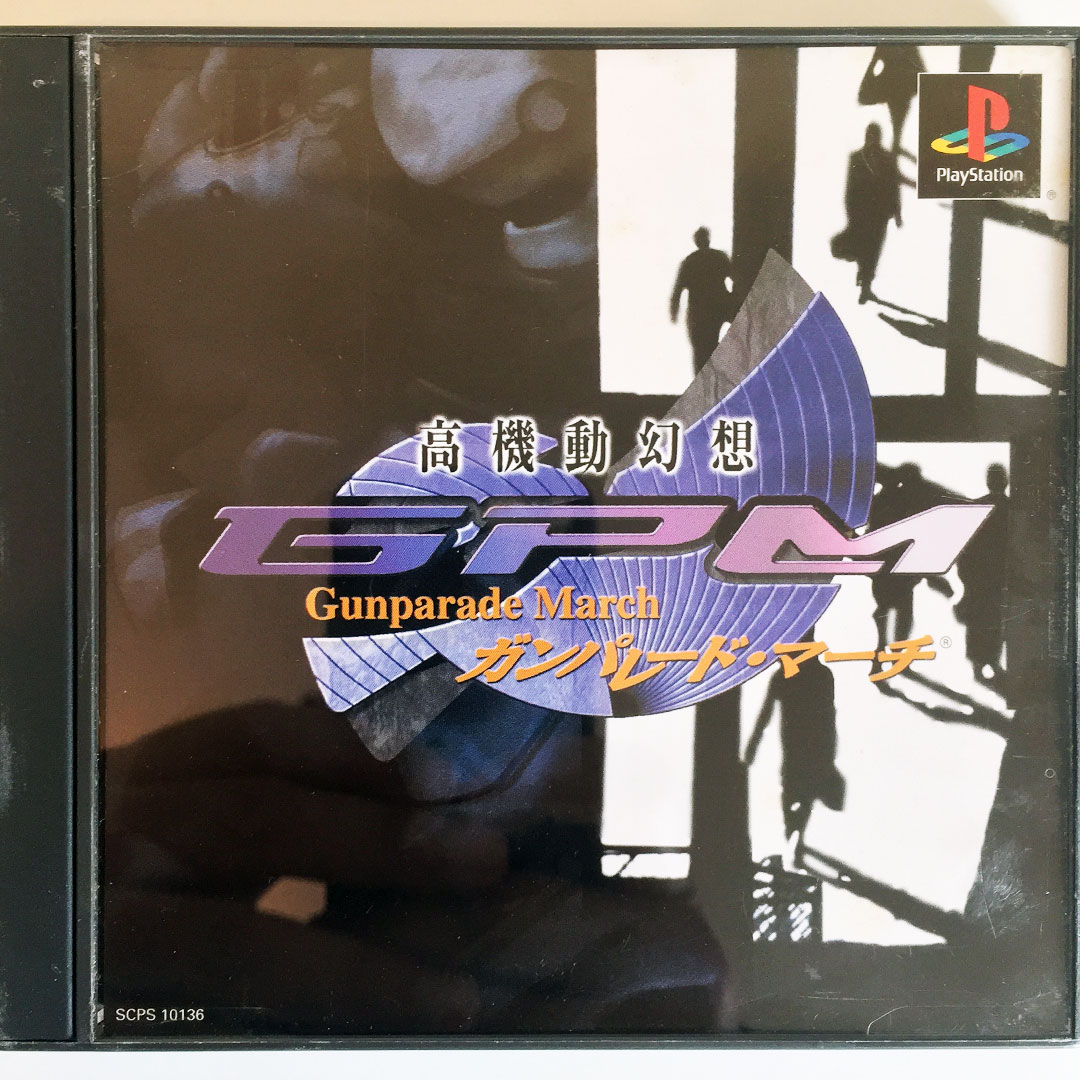 PlayStation
®
高機動幻想
GPM
Gunparade March
ガンパレード・マーチ®
SCPS 10136